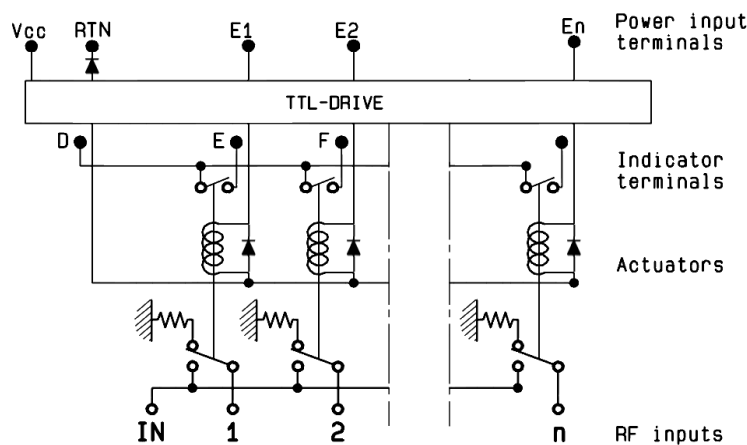 Vcc RTN E1 E2 En Power input
terminals
TTL-DRIVE
D E F Indicator
terminals
Actuators
IN 1 2 n RF inputs